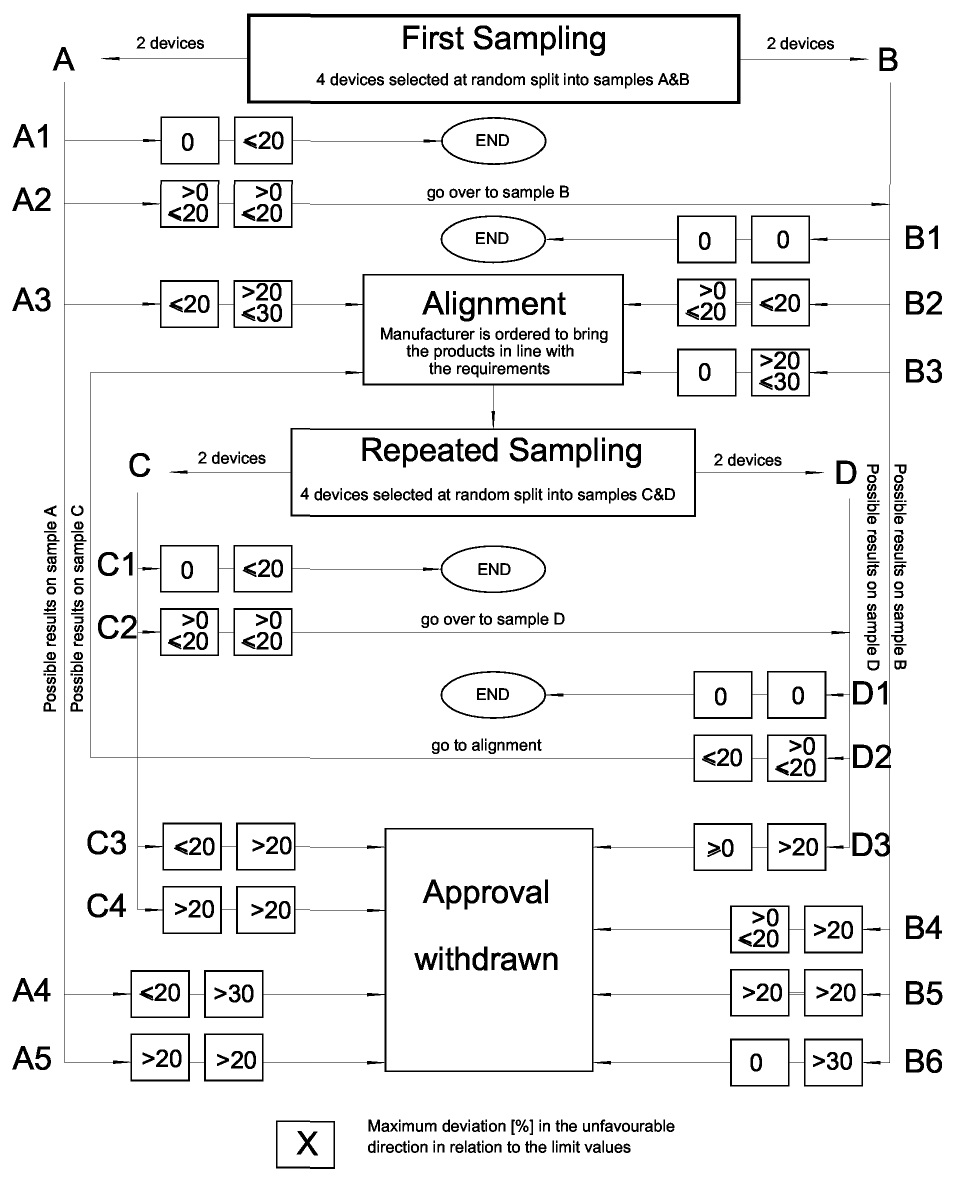 First Sampling
4 devices selected at random split into samples A&B
A
2 devices
2 devices
B
A1
0
⩽20
END
A2
>0
⩽20
>0
⩽20
go over to sample B
END
0
0
B1
A3
⩽20
>20
⩽30
Alignment
Manufacturer is ordered to bring
the products in line with
the requirements
>0
⩽20
⩽20
B2
0
>20
⩽30
B3
Repeated Sampling
4 devices selected at random split into samples C&D
C
2 devices
2 devices
D
Possible results on sample A
Possible results on sample C
Possible results on sample D
Possible results on sample B
C1
0
⩽20
END
C2
>0
⩽20
>0
⩽20
go over to sample D
END
0
0
D1
go to alignment
⩽20
>0
⩽20
D2
C3
⩽20
>20
Approval
withdrawn
⩾0
>20
D3
C4
>20
>20
>0
⩽20
>20
B4
A4
⩽20
>30
>20
>20
B5
A5
>20
>20
0
>30
B6
X
Maximum deviation [%] in the unfavourable
direction in relation to the limit values